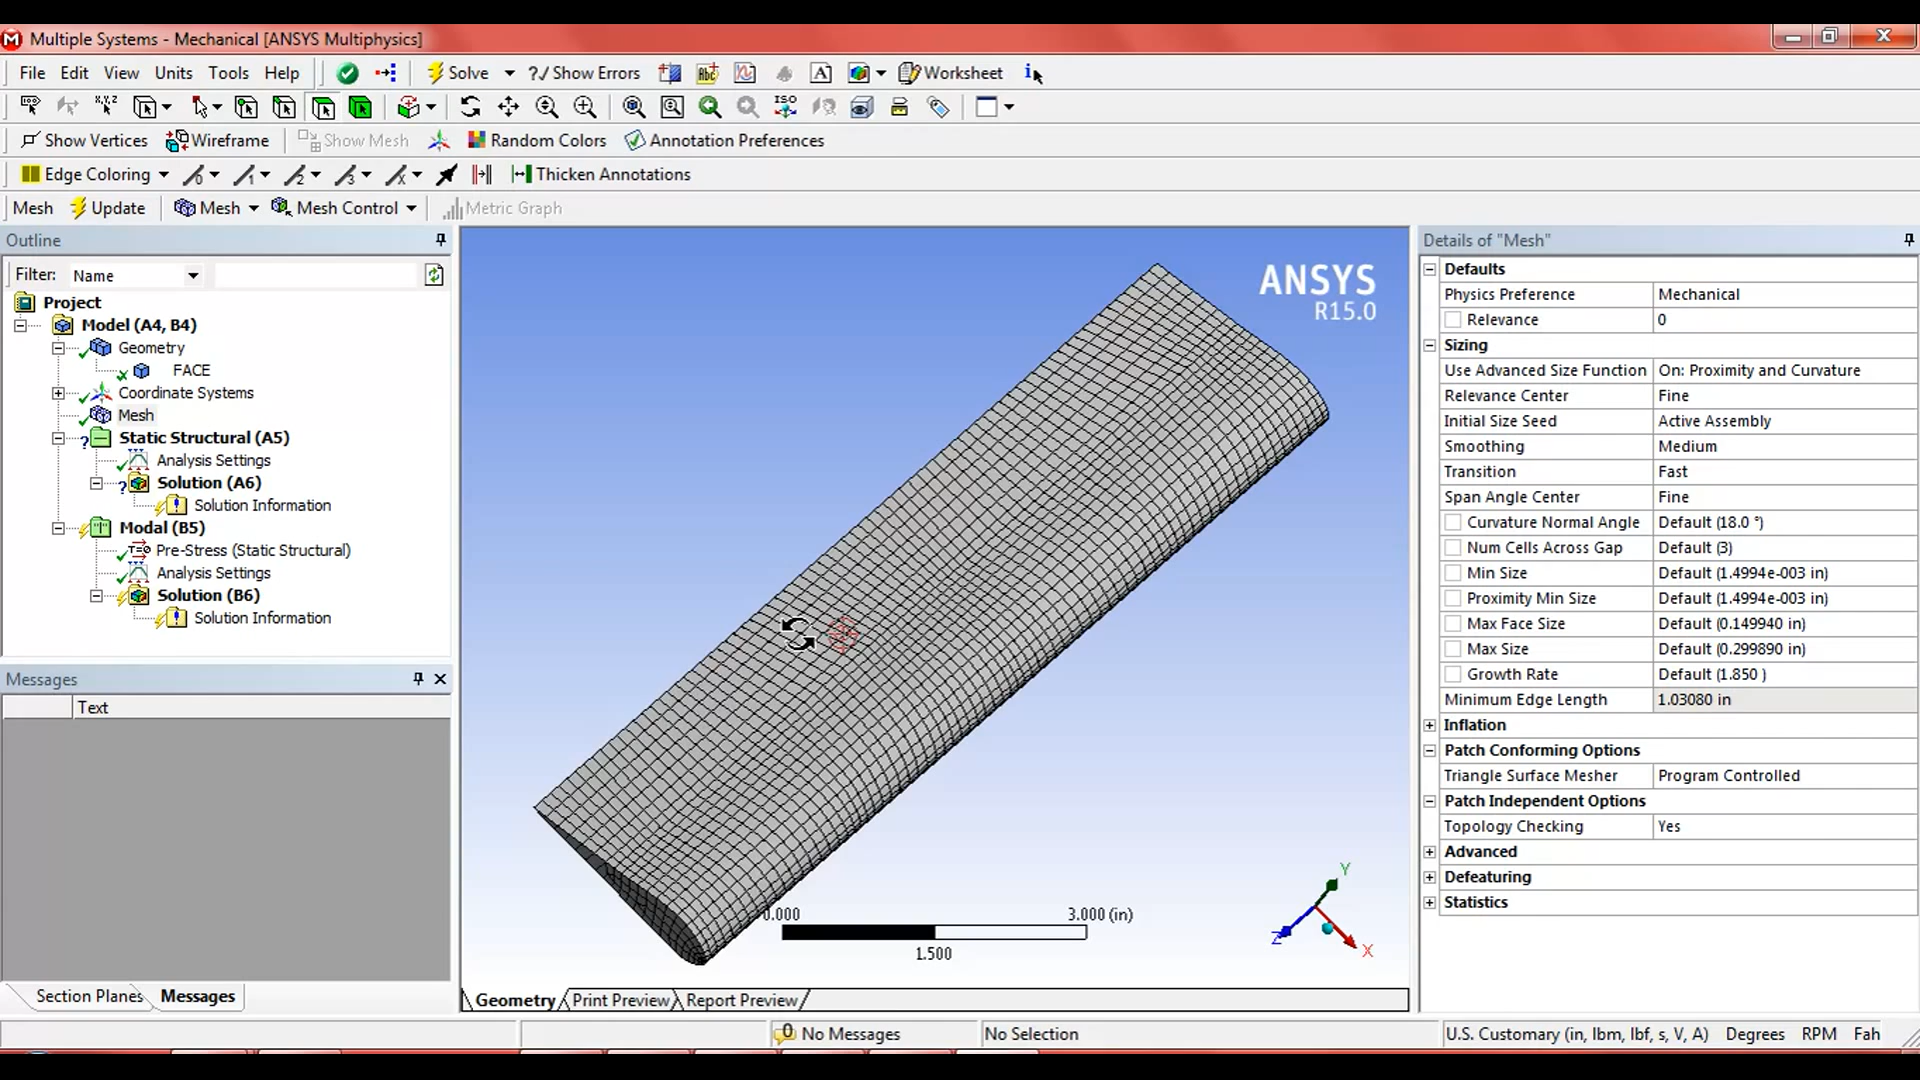 Multiple Systems - Mechanical [ANSYS Multiphysics]
File Edit View Units Tools Help Solve ?/ Show Errors Worksheet
ISO
Show Vertices Wireframe Show Mesh Random Colors Annotation Preferences
Edge Coloring Thicken Annotations
Mesh Update Mesh Mesh Control Metric Graph
Outline
Filter: Name
Project
Model (A4, B4)
Geometry
FACE
Coordinate Systems
Mesh
Static Structural (A5)
Analysis Settings
Solution (A6)
Solution Information
Modal (B5)
Pre-Stress (Static Structural)
Analysis Settings
Solution (B6)
Solution Information
Messages
Text
Section Planes Messages
ANSYS
R15.0
0.000 3.000 (in)
1.500
Y
Z
X
Geometry Print Preview Report Preview
Details of "Mesh"
Defaults
Physics Preference Mechanical
Relevance 0
Sizing
Use Advanced Size Function On: Proximity and Curvature
Relevance Center Fine
Initial Size Seed Active Assembly
Smoothing Medium
Transition Fast
Span Angle Center Fine
Curvature Normal Angle Default (18.0 °)
Num Cells Across Gap Default (3)
Min Size Default (1.4994e-003 in)
Proximity Min Size Default (1.4994e-003 in)
Max Face Size Default (0.149940 in)
Max Size Default (0.299890 in)
Growth Rate Default (1.850 )
Minimum Edge Length 1.03080 in
Inflation
Patch Conforming Options
Triangle Surface Mesher Program Controlled
Patch Independent Options
Topology Checking Yes
Advanced
Defeaturing
Statistics
No Messages No Selection U.S. Customary (in, lbm, lbf, s, V, A) Degrees RPM Fah